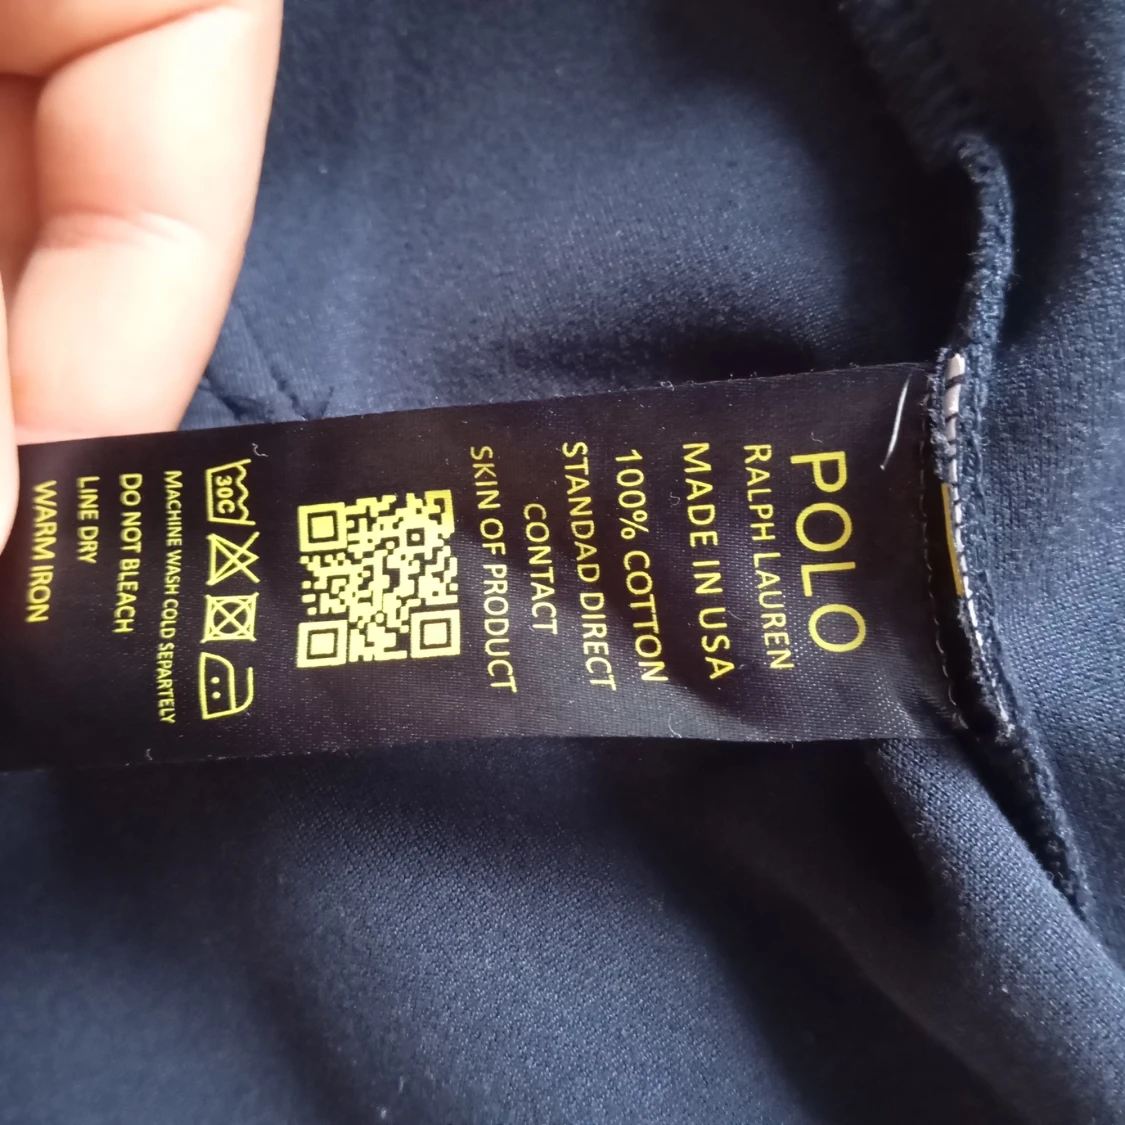 POLO
RALPH LAUREN
MADE IN USA
100% COTTON
STANDAD DIRECT
CONTACT
SKIN OF PRODUCT
30C
MACHINE WASH COLD SEPARTELY
DO NOT BLEACH
LINE DRY
WARM IRON